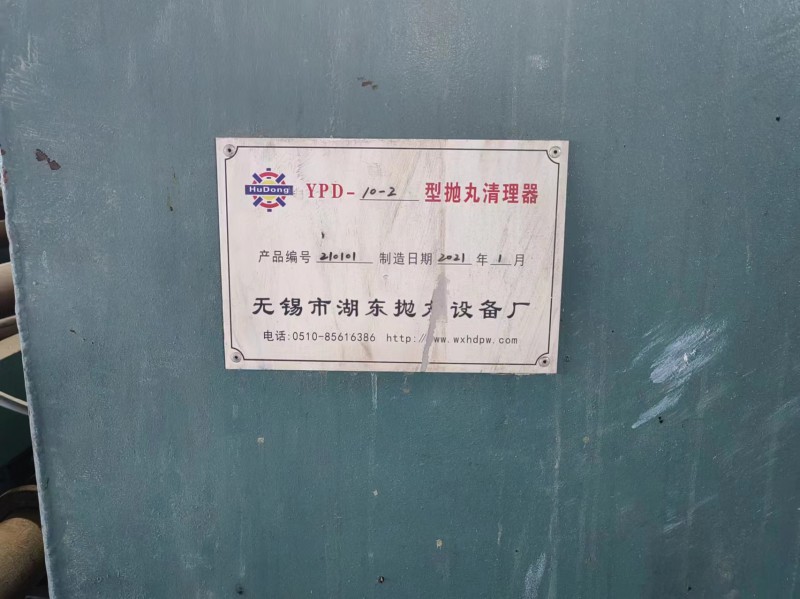 HuDong YPD-10-2型抛丸清理器
产品编号 210101 制造日期 2021 年 1 月
无锡市湖东抛丸设备厂
电话:0510-85616386 http://www.wxhdpw.com